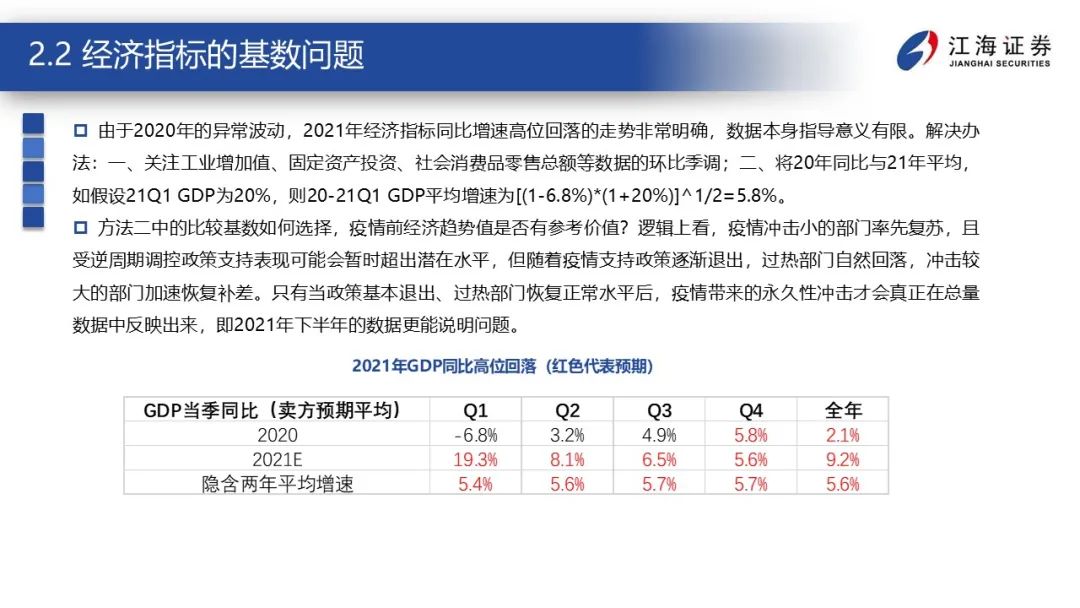 2.2 经济指标的基数问题
江海证券
JIANGHAI SECURITIES
由于2020年的异常波动，2021年经济指标同比增速高位回落的走势非常明确，数据本身指导意义有限。解决办
法：一、关注工业增加值、固定资产投资、社会消费品零售总额等数据的环比季调；二、将20年同比与21年平均，
如假设21Q1 GDP为20%，则20-21Q1 GDP平均增速为[(1-6.8%)*(1+20%)]^1/2=5.8%。
方法二中的比较基数如何选择，疫情前经济趋势值是否有参考价值？逻辑上看，疫情冲击小的部门率先复苏，且
受逆周期调控政策支持表现可能会暂时超出潜在水平，但随着疫情支持政策逐渐退出，过热部门自然回落，冲击较
大的部门加速恢复补差。只有当政策基本退出、过热部门恢复正常水平后，疫情带来的永久性冲击才会真正在总量
数据中反映出来，即2021年下半年的数据更能说明问题。
2021年GDP同比高位回落（红色代表预期）
GDP当季同比（卖方预期平均） Q1 Q2 Q3 Q4 全年
2020 -6.8% 3.2% 4.9% 5.8% 2.1%
2021E 19.3% 8.1% 6.5% 5.6% 9.2%
隐含两年平均增速 5.4% 5.6% 5.7% 5.7% 5.6%